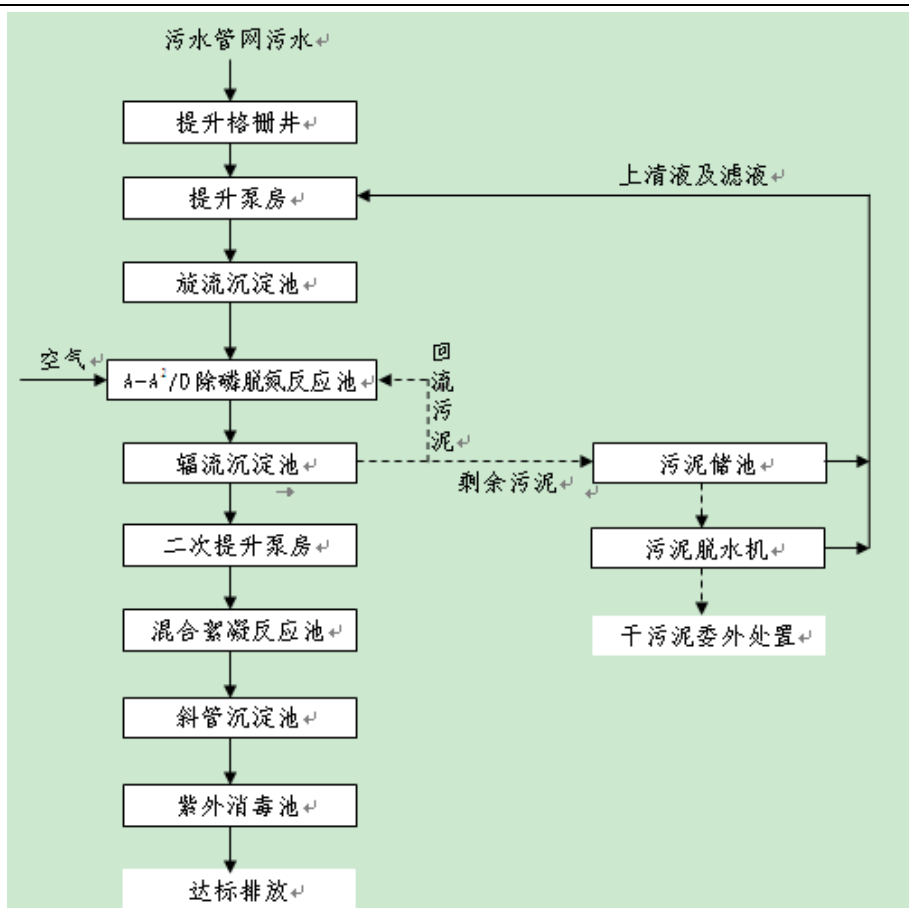 污水管网污水
提升格栅井
提升泵房
上清液及滤液
旋流沉淀池
空气
A-A²/O除磷脱氮反应池
回流污泥
辐流沉淀池
剩余污泥
污泥储池
二次提升泵房
污泥脱水机
混合絮凝反应池
干污泥委外处置
斜管沉淀池
紫外消毒池
达标排放